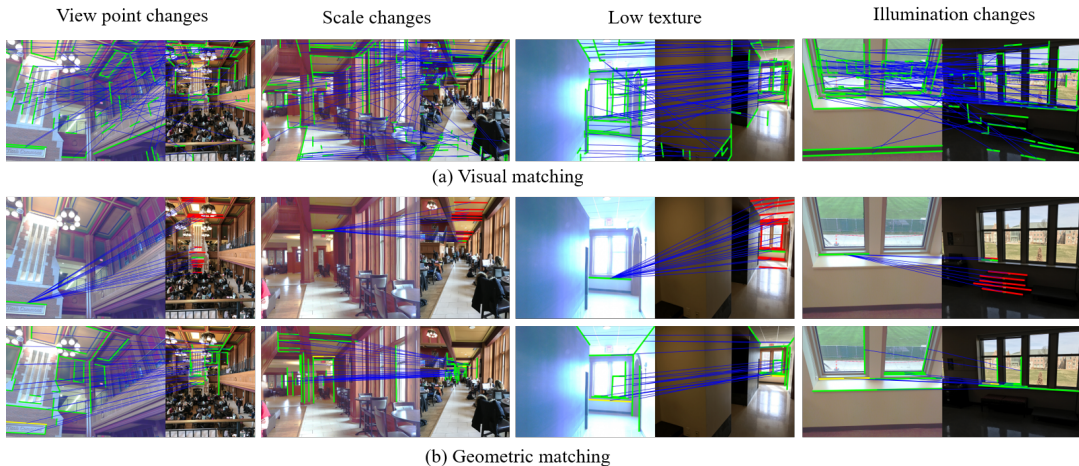 View point changes
Scale changes
Low texture
Illumination changes
(a) Visual matching
(b) Geometric matching